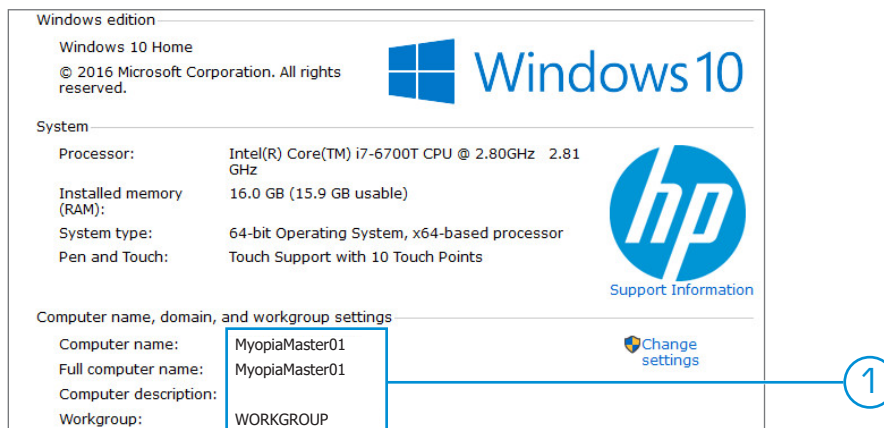 Windows edition
Windows 10 Home
© 2016 Microsoft Corporation. All rights
reserved.
Windows 10
System
Processor: Intel(R) Core(TM) i7-6700T CPU @ 2.80GHz 2.81
GHz
Installed memory 16.0 GB (15.9 GB usable)
(RAM):
System type: 64-bit Operating System, x64-based processor
Pen and Touch: Touch Support with 10 Touch Points
hp
Support Information
Computer name, domain, and workgroup settings
Computer name: MyopiaMaster01
Change
settings
Full computer name: MyopiaMaster01
1
Computer description:
Workgroup: WORKGROUP